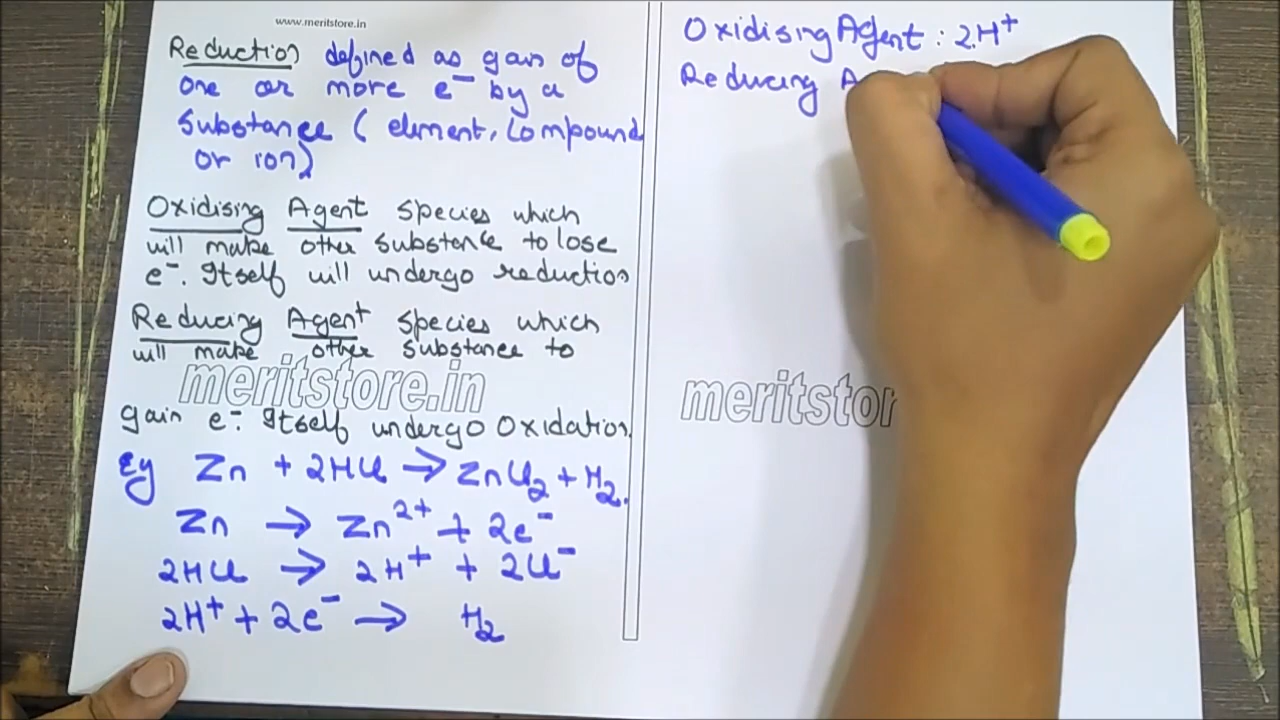 www.meritstore.in
Reduction defined as gain of
one or more e⁻ by a
substance (element, compound
or ion)
Oxidising Agent species which
will make other substance to lose
e⁻. Itself will undergo reduction
Reducing Agent species which
will make other substance to
meritstore.in
gain e⁻. Itself undergo oxidation.
Eg Zn + 2HCl → ZnCl₂ + H₂.
Zn → Zn²⁺ + 2e⁻
2HCl → 2H⁺ + 2Cl⁻
2H⁺ + 2e⁻ → H₂
Oxidising Agent : 2H⁺
Reducing A
meritstor